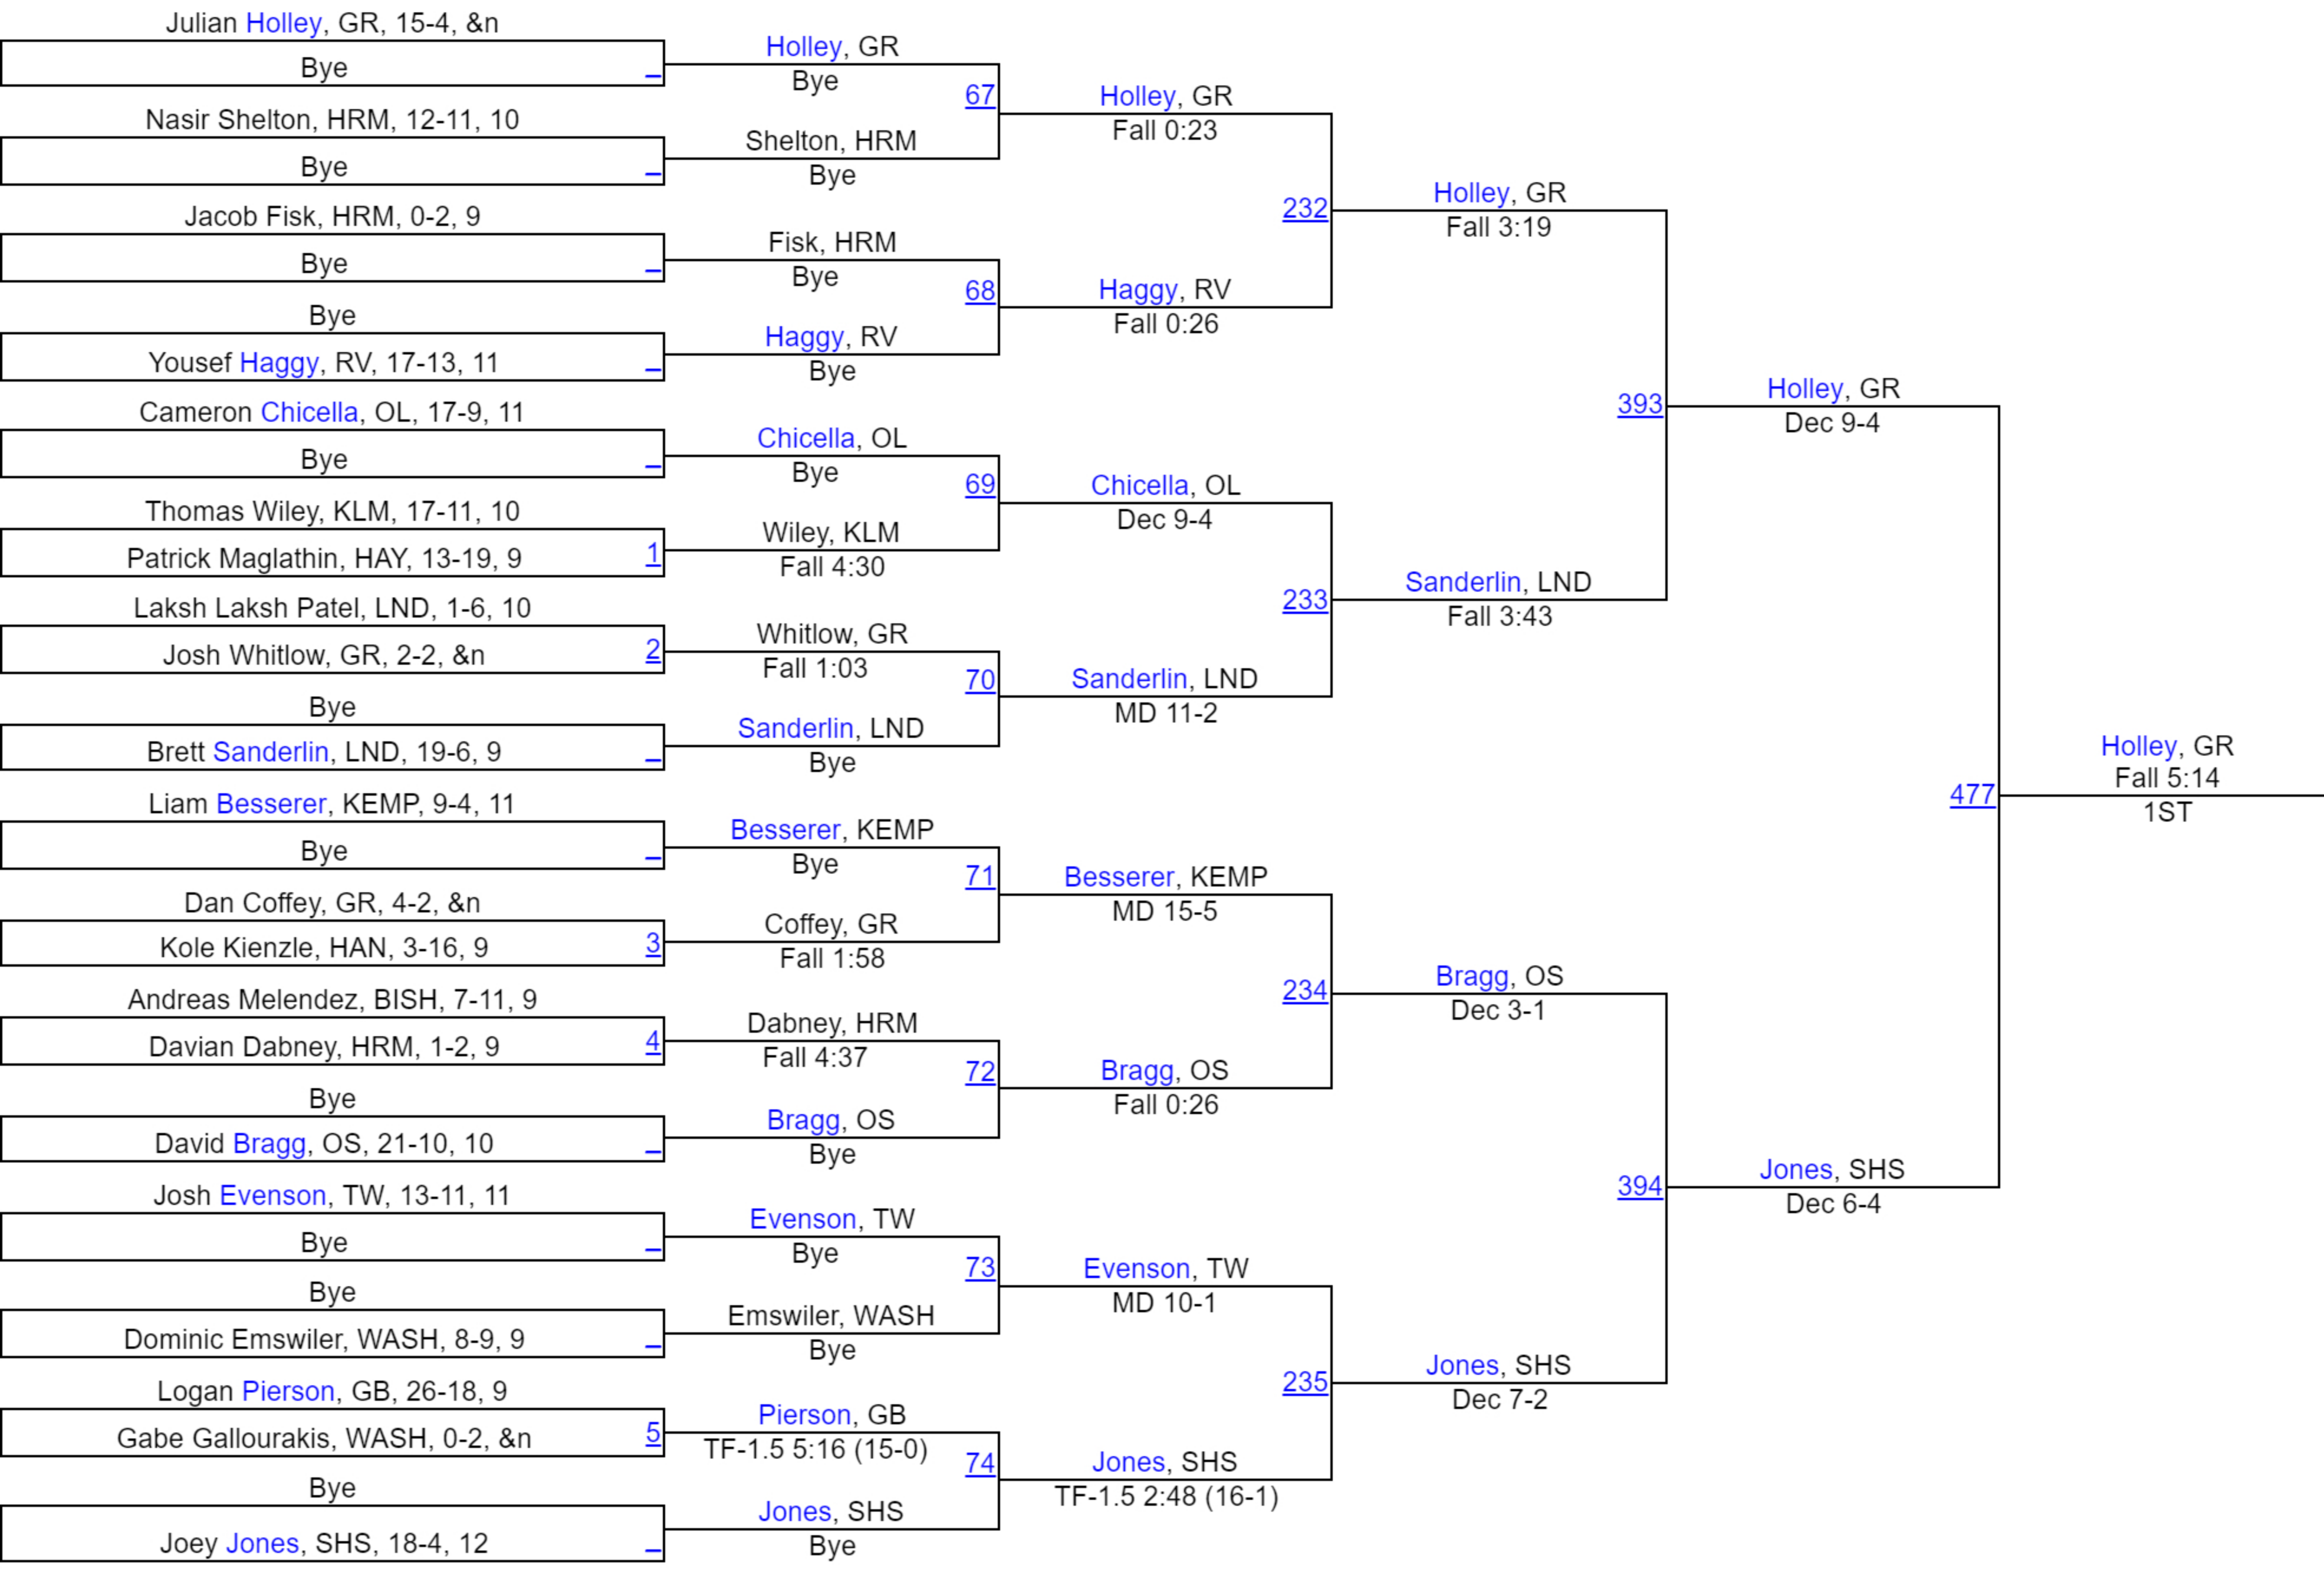 Julian Holley, GR, 15-4, &n
Bye
Nasir Shelton, HRM, 12-11, 10
Bye
Jacob Fisk, HRM, 0-2, 9
Bye
Bye
Yousef Haggy, RV, 17-13, 11
Cameron Chicella, OL, 17-9, 11
Bye
Thomas Wiley, KLM, 17-11, 10
Patrick Maglathin, HAY, 13-19, 9
1
Laksh Laksh Patel, LND, 1-6, 10
Josh Whitlow, GR, 2-2, &n
2
Bye
Brett Sanderlin, LND, 19-6, 9
Liam Besserer, KEMP, 9-4, 11
Bye
Dan Coffey, GR, 4-2, &n
Kole Kienzle, HAN, 3-16, 9
3
Andreas Melendez, BISH, 7-11, 9
Davian Dabney, HRM, 1-2, 9
4
Bye
David Bragg, OS, 21-10, 10
Josh Evenson, TW, 13-11, 11
Bye
Bye
Dominic Emswiler, WASH, 8-9, 9
Logan Pierson, GB, 26-18, 9
Gabe Gallourakis, WASH, 0-2, &n
5
Bye
Joey Jones, SHS, 18-4, 12
Holley, GR
Bye
67
Shelton, HRM
Bye
Fisk, HRM
Bye
68
Haggy, RV
Bye
Chicella, OL
Bye
69
Wiley, KLM
Fall 4:30
Whitlow, GR
Fall 1:03
70
Sanderlin, LND
Bye
Besserer, KEMP
Bye
71
Coffey, GR
Fall 1:58
Dabney, HRM
Fall 4:37
72
Bragg, OS
Bye
Evenson, TW
Bye
73
Emswiler, WASH
Bye
Pierson, GB
TF-1.5 5:16 (15-0)
74
Jones, SHS
Bye
Holley, GR
Fall 0:23
232
Haggy, RV
Fall 0:26
Chicella, OL
Dec 9-4
233
Sanderlin, LND
MD 11-2
Besserer, KEMP
MD 15-5
234
Bragg, OS
Fall 0:26
Evenson, TW
MD 10-1
235
Jones, SHS
TF-1.5 2:48 (16-1)
Holley, GR
Fall 3:19
393
Sanderlin, LND
Fall 3:43
Bragg, OS
Dec 3-1
394
Jones, SHS
Dec 7-2
Holley, GR
Dec 9-4
477
Jones, SHS
Dec 6-4
Holley, GR
Fall 5:14
1ST